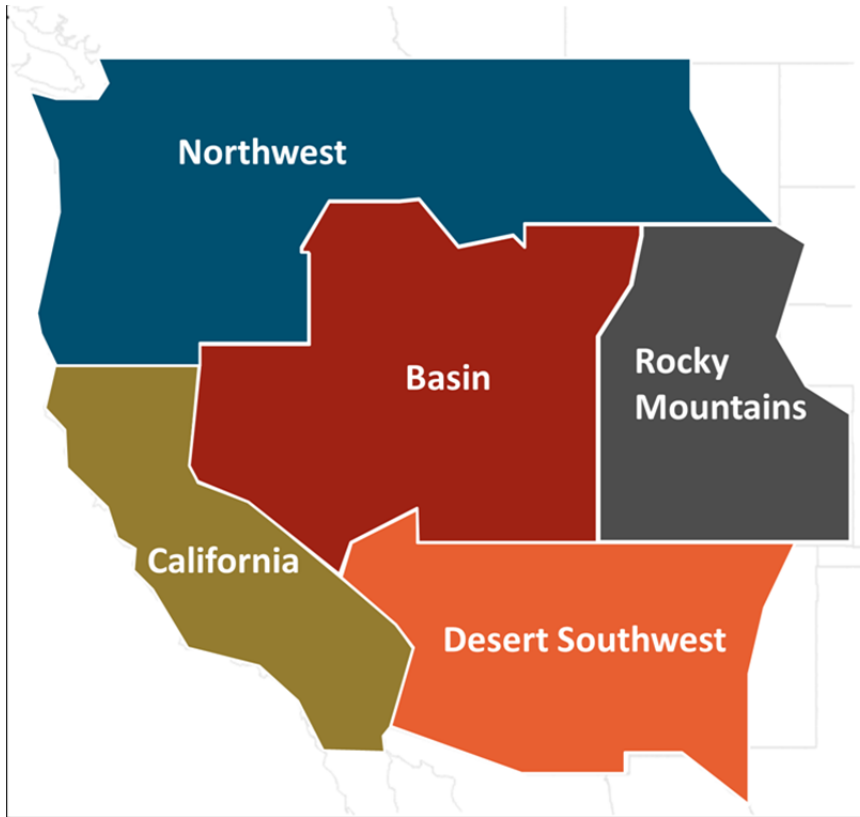 Northwest
Basin
Rocky
Mountains
California
Desert Southwest